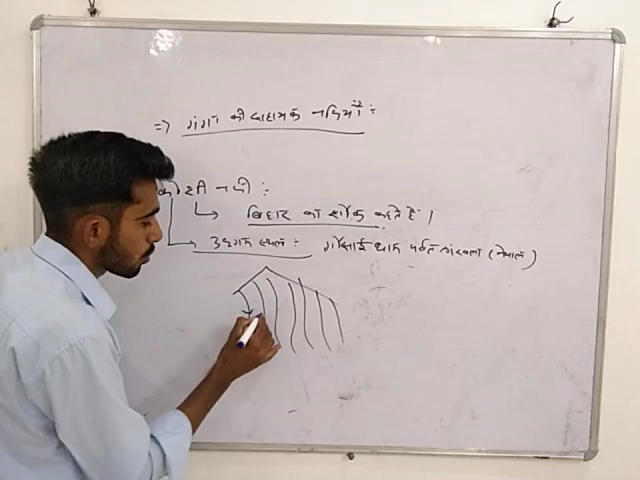 => गंगा की सहायक नदियाँ :
कोशी नदी :
बिहार का शोक कहते हैं।
उद्गम स्थल : गोसाईं थाम पर्वत श्रृंखला (नेपाल)